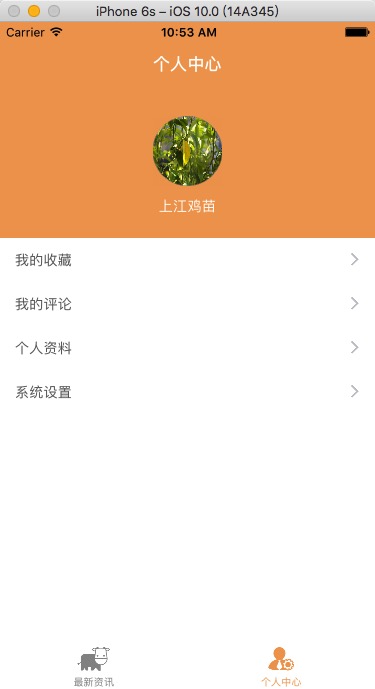 iPhone 6s – iOS 10.0 (14A345)
Carrier 10:53 AM
个人中心
上江鸡苗
我的收藏
我的评论
个人资料
系统设置
最新资讯 个人中心